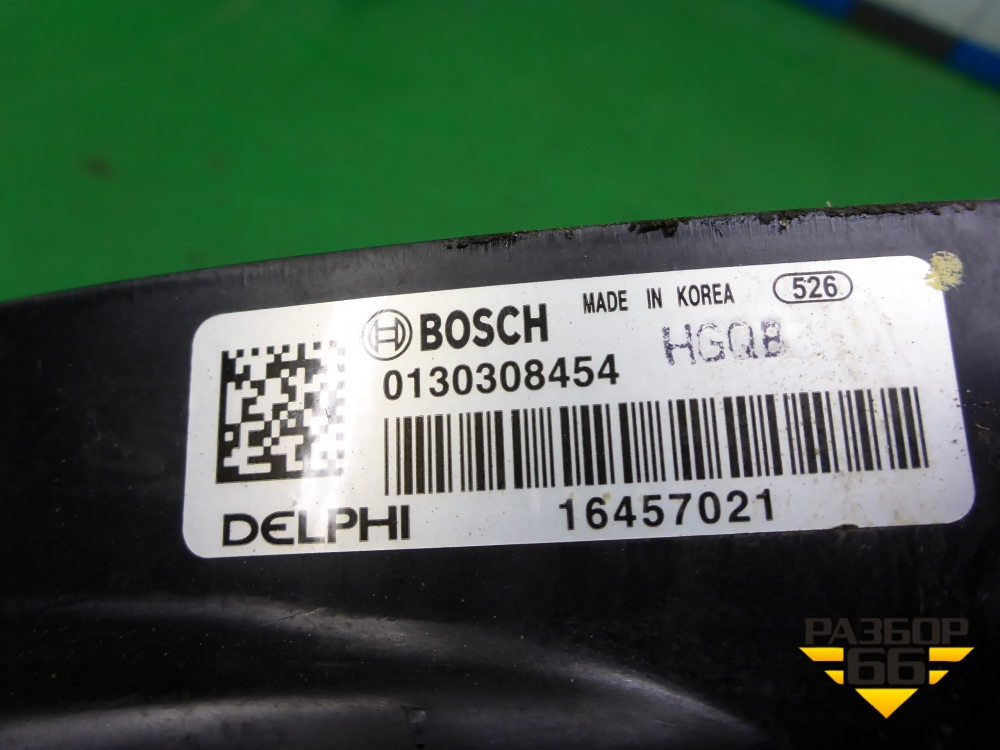 BOSCH MADE IN KOREA 526
0130308454 HGQB
DELPHI 16457021
РАЗБОР
66